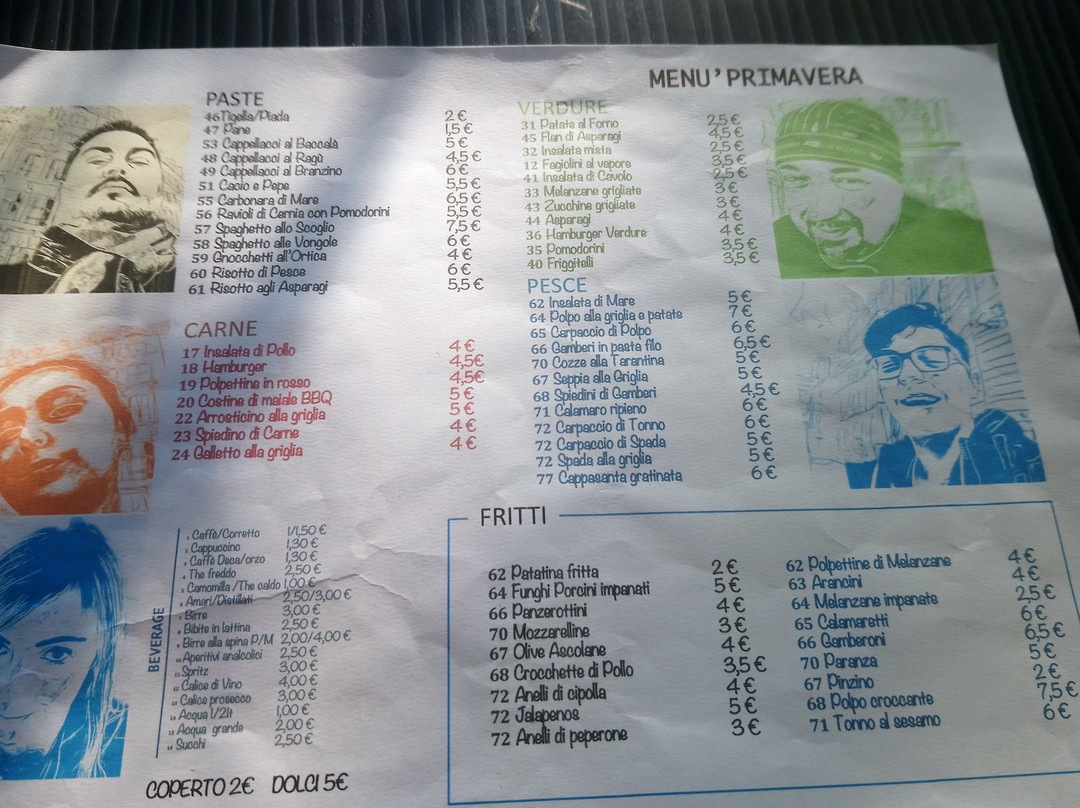 MENU' PRIMAVERA
PASTE
46 Tigella/Piada 2 €
47 Pane 1,5 €
53 Cappellacci al Baccalà 5 €
48 Cappellacci al Ragù 4,5 €
49 Cappellacci al Branzino 6 €
51 Cacio e Pepe 5,5 €
55 Carbonara di Mare 6,5 €
56 Ravioli di Cernia con Pomodorini 5,5 €
57 Spaghetto allo Scoglio 7,5 €
58 Spaghetto alle Vongole 6 €
59 Gnocchetti all'Ortica 4 €
60 Risotto di Pesce 6 €
61 Risotto agli Asparagi 5,5 €
CARNE
17 Insalata di Pollo 4 €
18 Hamburger 4,5€
19 Polpettine in rosso 4,5€
20 Costine di maiale BBQ 5 €
22 Arrosticino alla griglia 5 €
23 Spiedino di Carne 4 €
24 Galletto alla griglia 4 €
VERDURE
31 Patate al Forno 2,5 €
45 Flan di Asparagi 4,5 €
32 Insalata mista 2,5 €
12 Fagiolini al vapore 3,5 €
41 Insalata di Cavolo 2,5 €
33 Melanzane grigliate 3 €
43 Zucchine grigliate 3 €
44 Asparagi 4 €
36 Hamburger Verdure 4 €
35 Pomodorini 3,5 €
40 Friggitelli 3,5 €
PESCE
62 Insalata di Mare 5 €
64 Polpo alla griglia e patate 7 €
65 Carpaccio di Polpo 6 €
66 Gamberi in pasta filo 6,5 €
70 Cozze alla Tarantina 5 €
67 Seppia alla Griglia 5 €
68 Spiedini di Gamberi 4,5 €
71 Calamaro ripieno 6 €
72 Carpaccio di Tonno 6 €
72 Carpaccio di Spada 5 €
72 Spada alla griglia 5 €
77 Cappasanta gratinata 6 €
BEVERAGE
1 Caffè/Corretto 1/1,50 €
2 Cappuccino 1,30 €
3 Caffè Deca/orzo 1,30 €
4 The freddo 2,50 €
5 Camomilla /The caldo 1,00 €
6 Amari/Distillati 2,50/3,00 €
7 Birre 3,00 €
8 Bibite in lattina 2,50 €
9 Birre alla spina P/M 2,00/4,00 €
10 Aperitivi analcolici 2,50 €
11 Spritz 3,00 €
12 Calice di Vino 4,00 €
13 Calice prosecco 3,00 €
14 Acqua 1/2lt 1,00 €
15 Acqua grande 2,00 €
16 Succhi 2,50 €
COPERTO 2€ DOLCI 5€
FRITTI
62 Patatina fritta 2 €
64 Funghi Porcini impanati 5 €
66 Panzerottini 4 €
70 Mozzarelline 3 €
67 Olive Ascolane 4 €
68 Crocchette di Pollo 3,5 €
72 Anelli di cipolla 4 €
72 Jalapenos 5 €
72 Anelli di peperone 3 €
62 Polpettine di Melanzane 4 €
63 Arancini 4 €
64 Melanzane impanate 2,5 €
65 Calamaretti 6 €
66 Gamberoni 6,5 €
70 Paranza 5 €
67 Pinzino 2 €
68 Polpo croccante 7,5 €
71 Tonno al sesamo 6 €